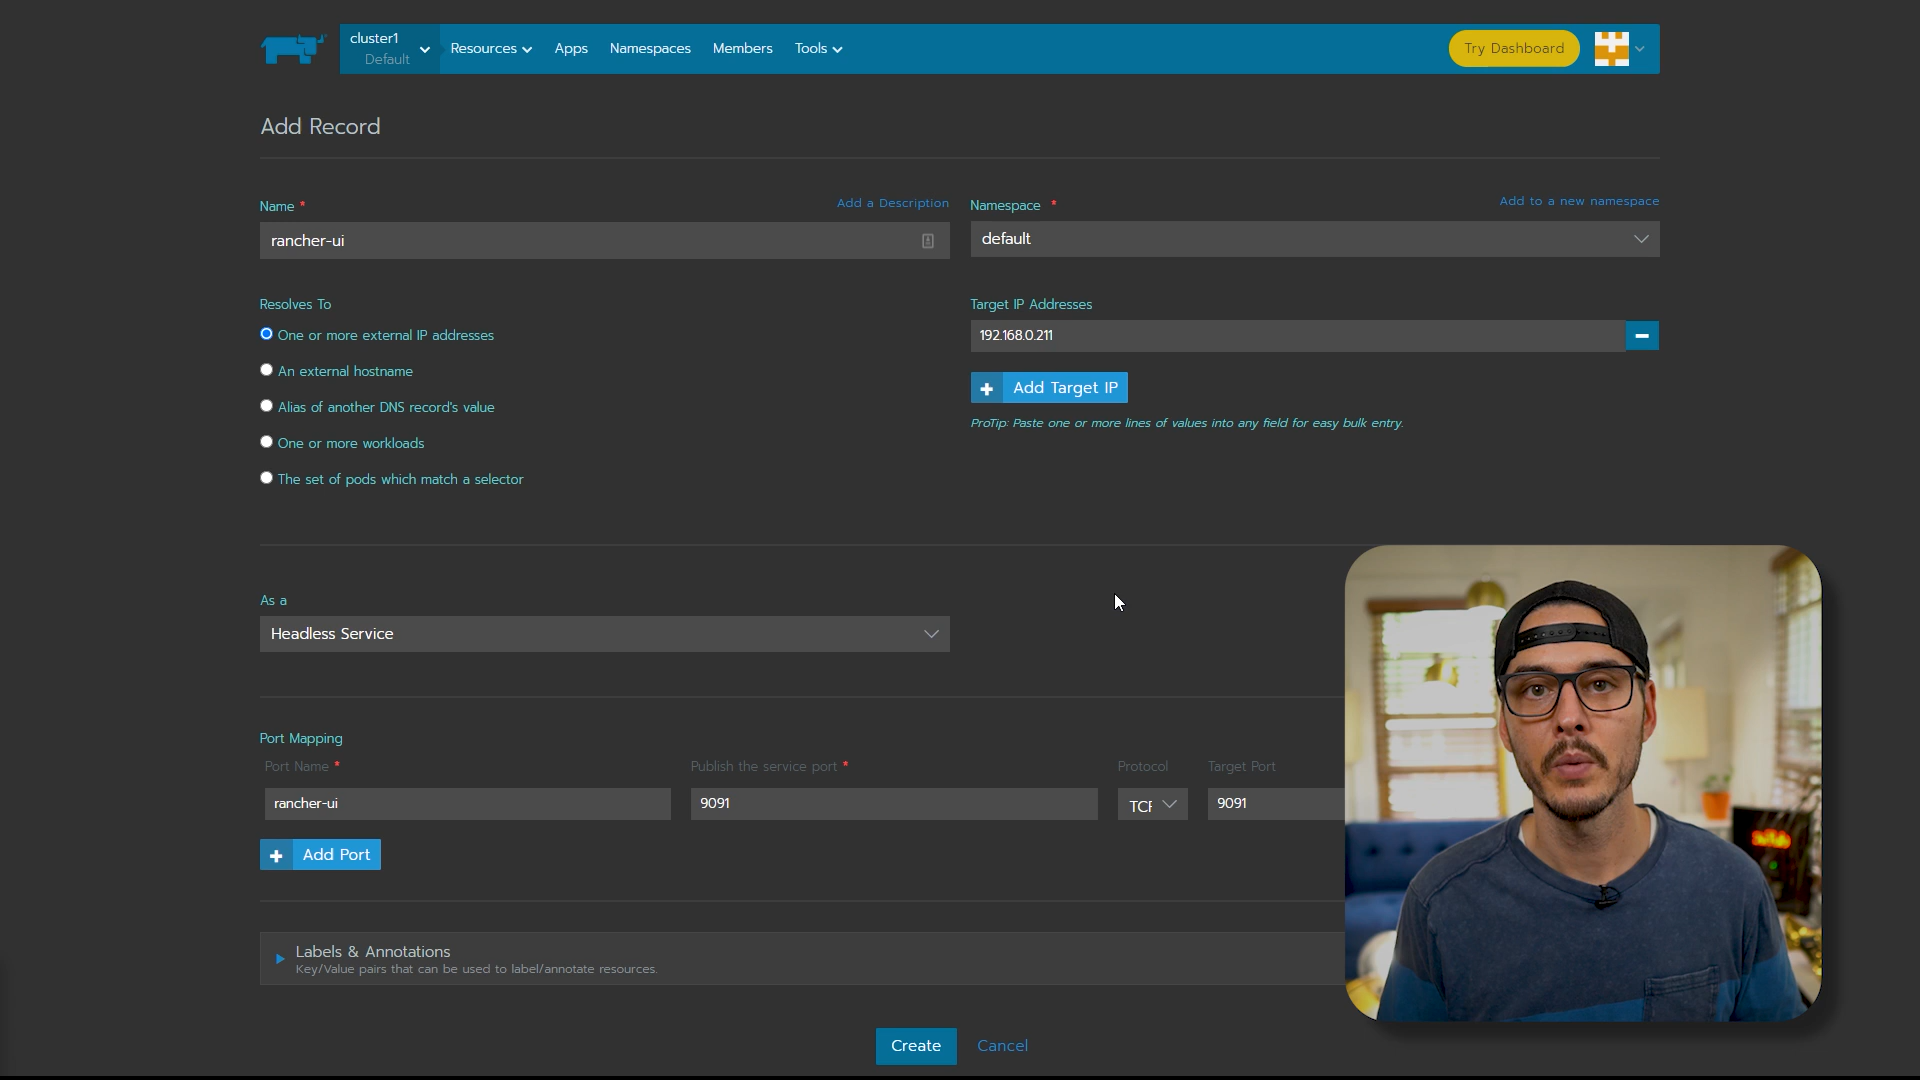 cluster1
Default
Resources
Apps
Namespaces
Members
Tools
Try Dashboard
Add Record
Name *
Add a Description
Namespace *
Add to a new namespace
rancher-ui
default
Resolves To
Target IP Addresses
One or more external IP addresses
192.168.0.211
An external hostname
Add Target IP
Alias of another DNS record's value
ProTip: Paste one or more lines of values into any field for easy bulk entry.
One or more workloads
The set of pods which match a selector
As a
Headless Service
Port Mapping
Port Name *
Publish the service port *
Protocol
Target Port
rancher-ui
9091
TCP
9091
Add Port
Labels & Annotations
Key/Value pairs that can be used to label/annotate resources.
Create
Cancel